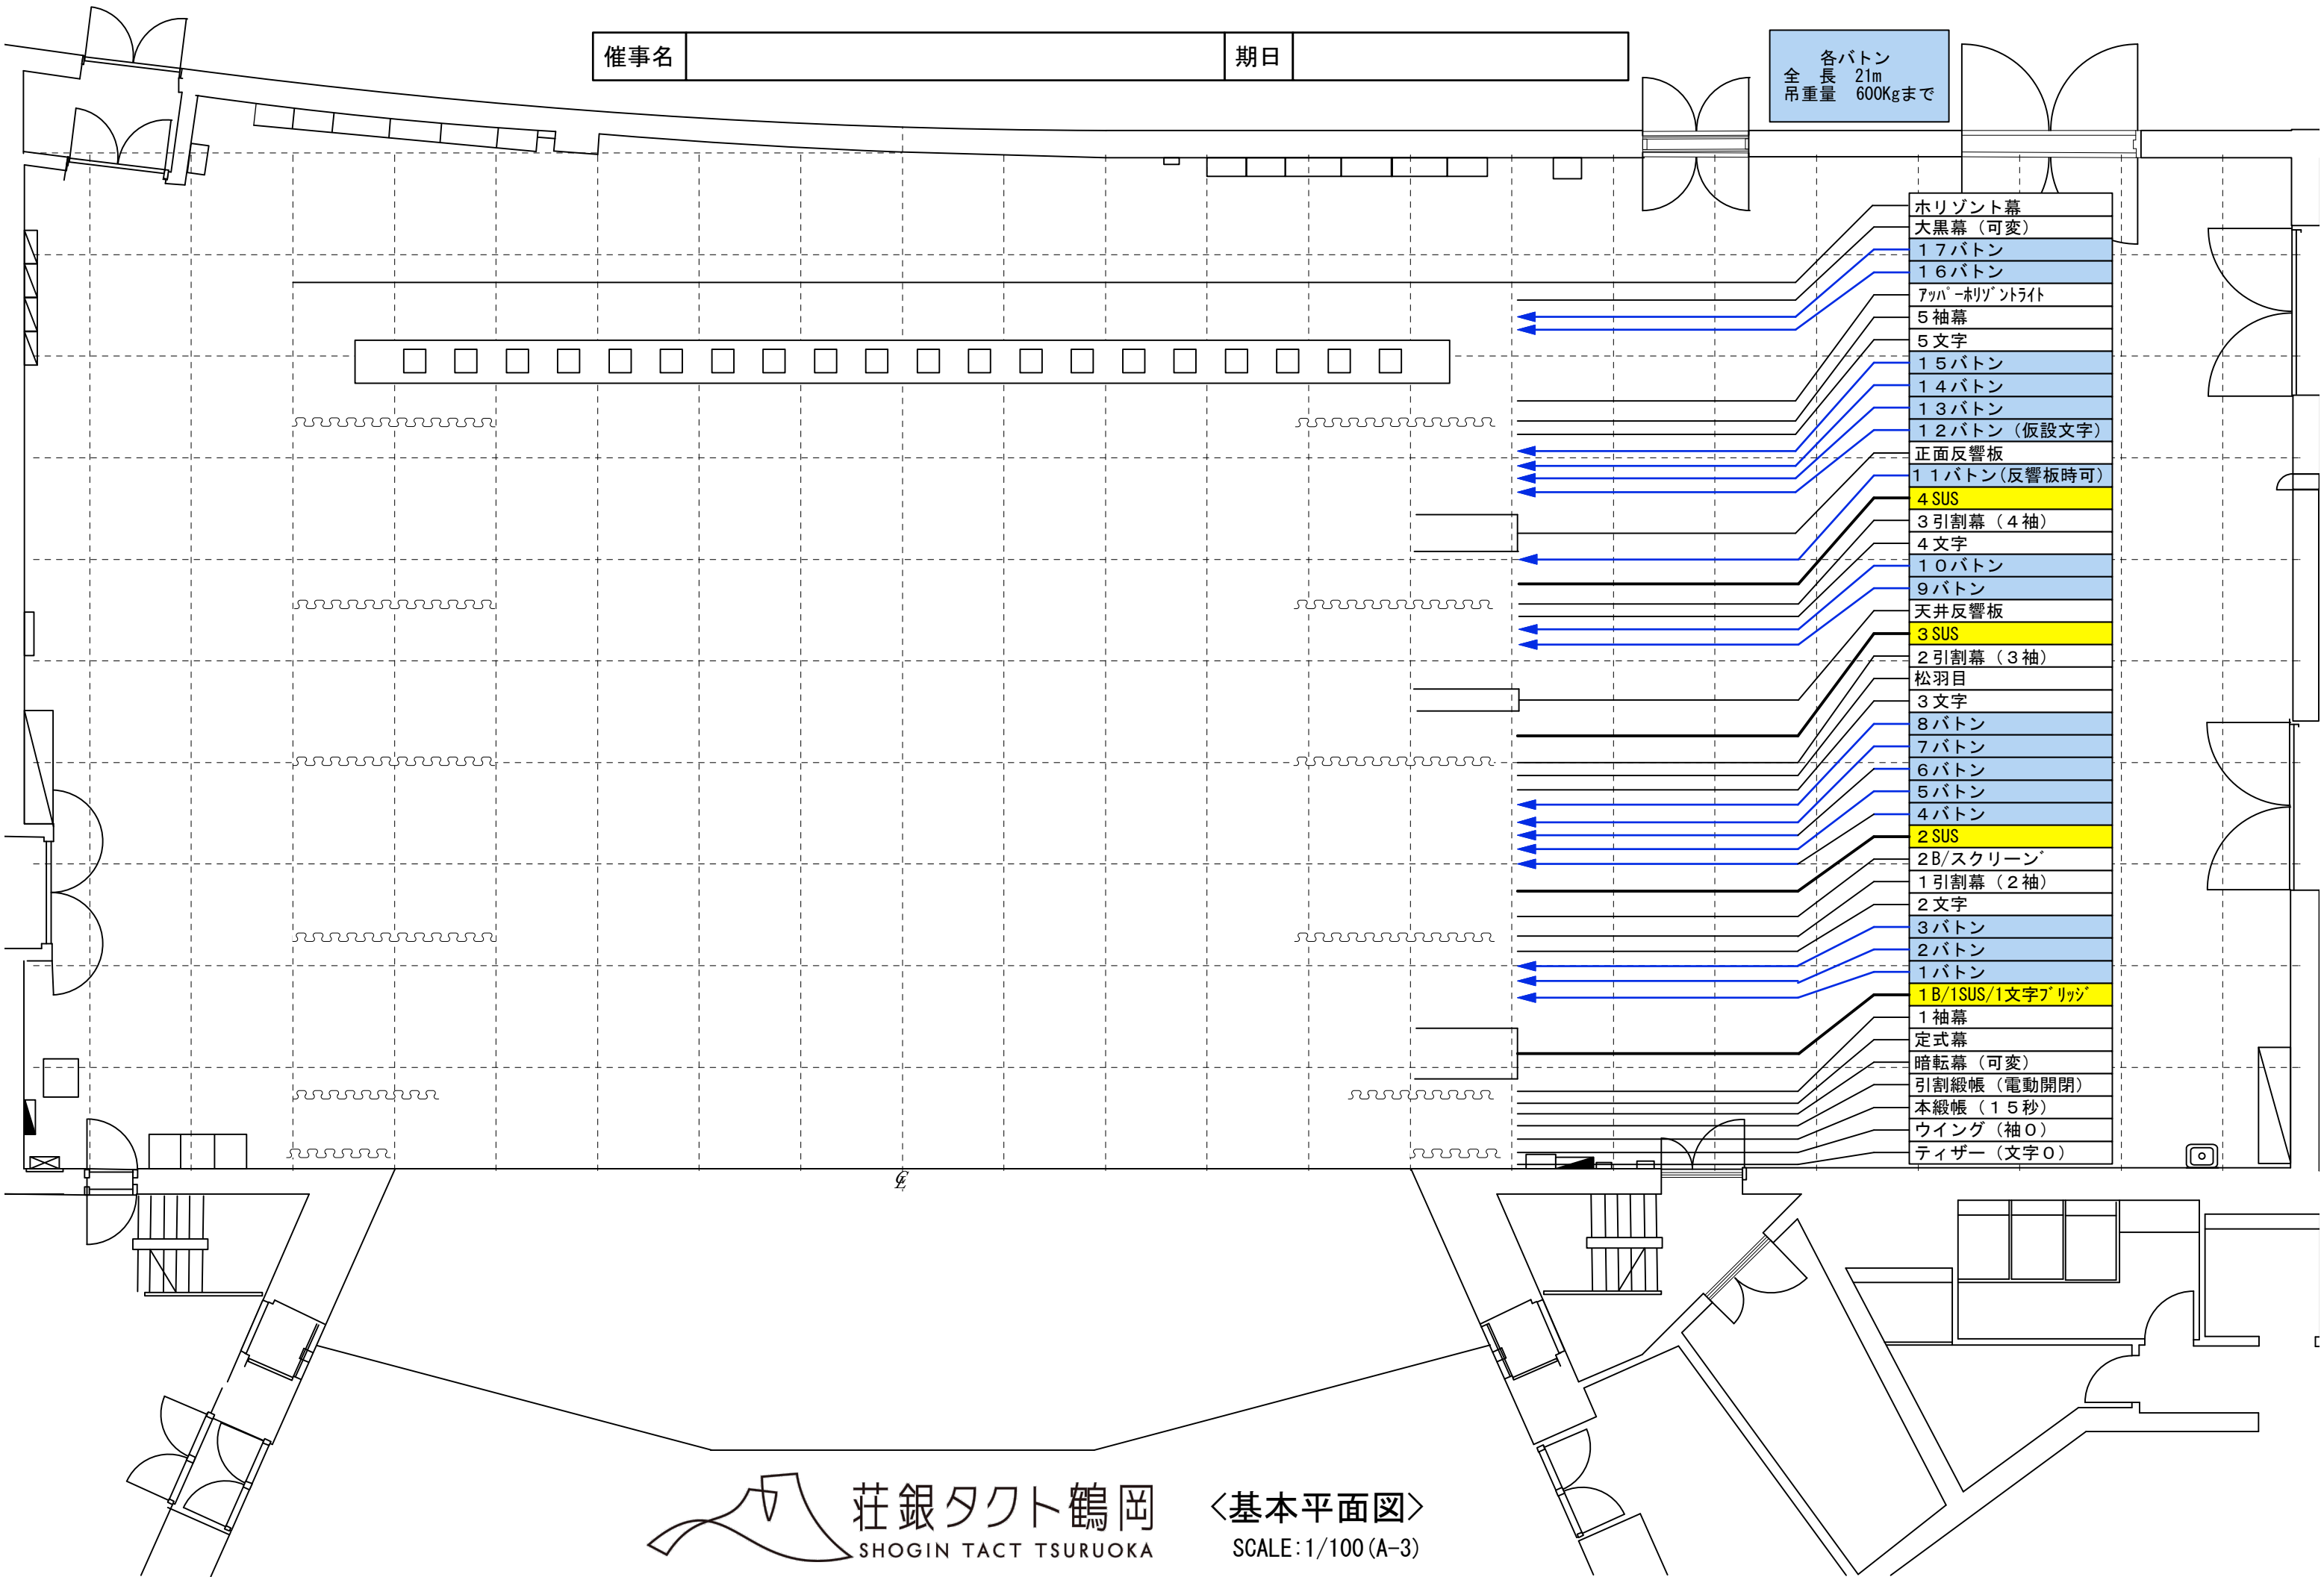 催事名
期日
各バトン
全　長　21m
吊重量　600Kgまで
ホリゾント幕
大黒幕（可変）
１７バトン
１６バトン
ｱｯﾊﾟｰﾎﾘｿﾞﾝﾄﾗｲﾄ
５袖幕
５文字
１５バトン
１４バトン
１３バトン
１２バトン（仮設文字）
正面反響板
１１バトン(反響板時可)
４SUS
３引割幕（４袖）
４文字
１０バトン
９バトン
天井反響板
３SUS
２引割幕（３袖）
松羽目
３文字
８バトン
７バトン
６バトン
５バトン
４バトン
２SUS
２B/スクリーン
１引割幕（２袖）
２文字
３バトン
２バトン
１バトン
１B/1SUS/1文字ﾌﾞﾘｯｼﾞ
１袖幕
定式幕
暗転幕（可変）
引割緞帳（電動開閉）
本緞帳（１５秒）
ウイング（袖０）
ティザー（文字０）
CL
荘銀タクト鶴岡
SHOGIN TACT TSURUOKA
〈基本平面図〉
SCALE:1/100(A-3)